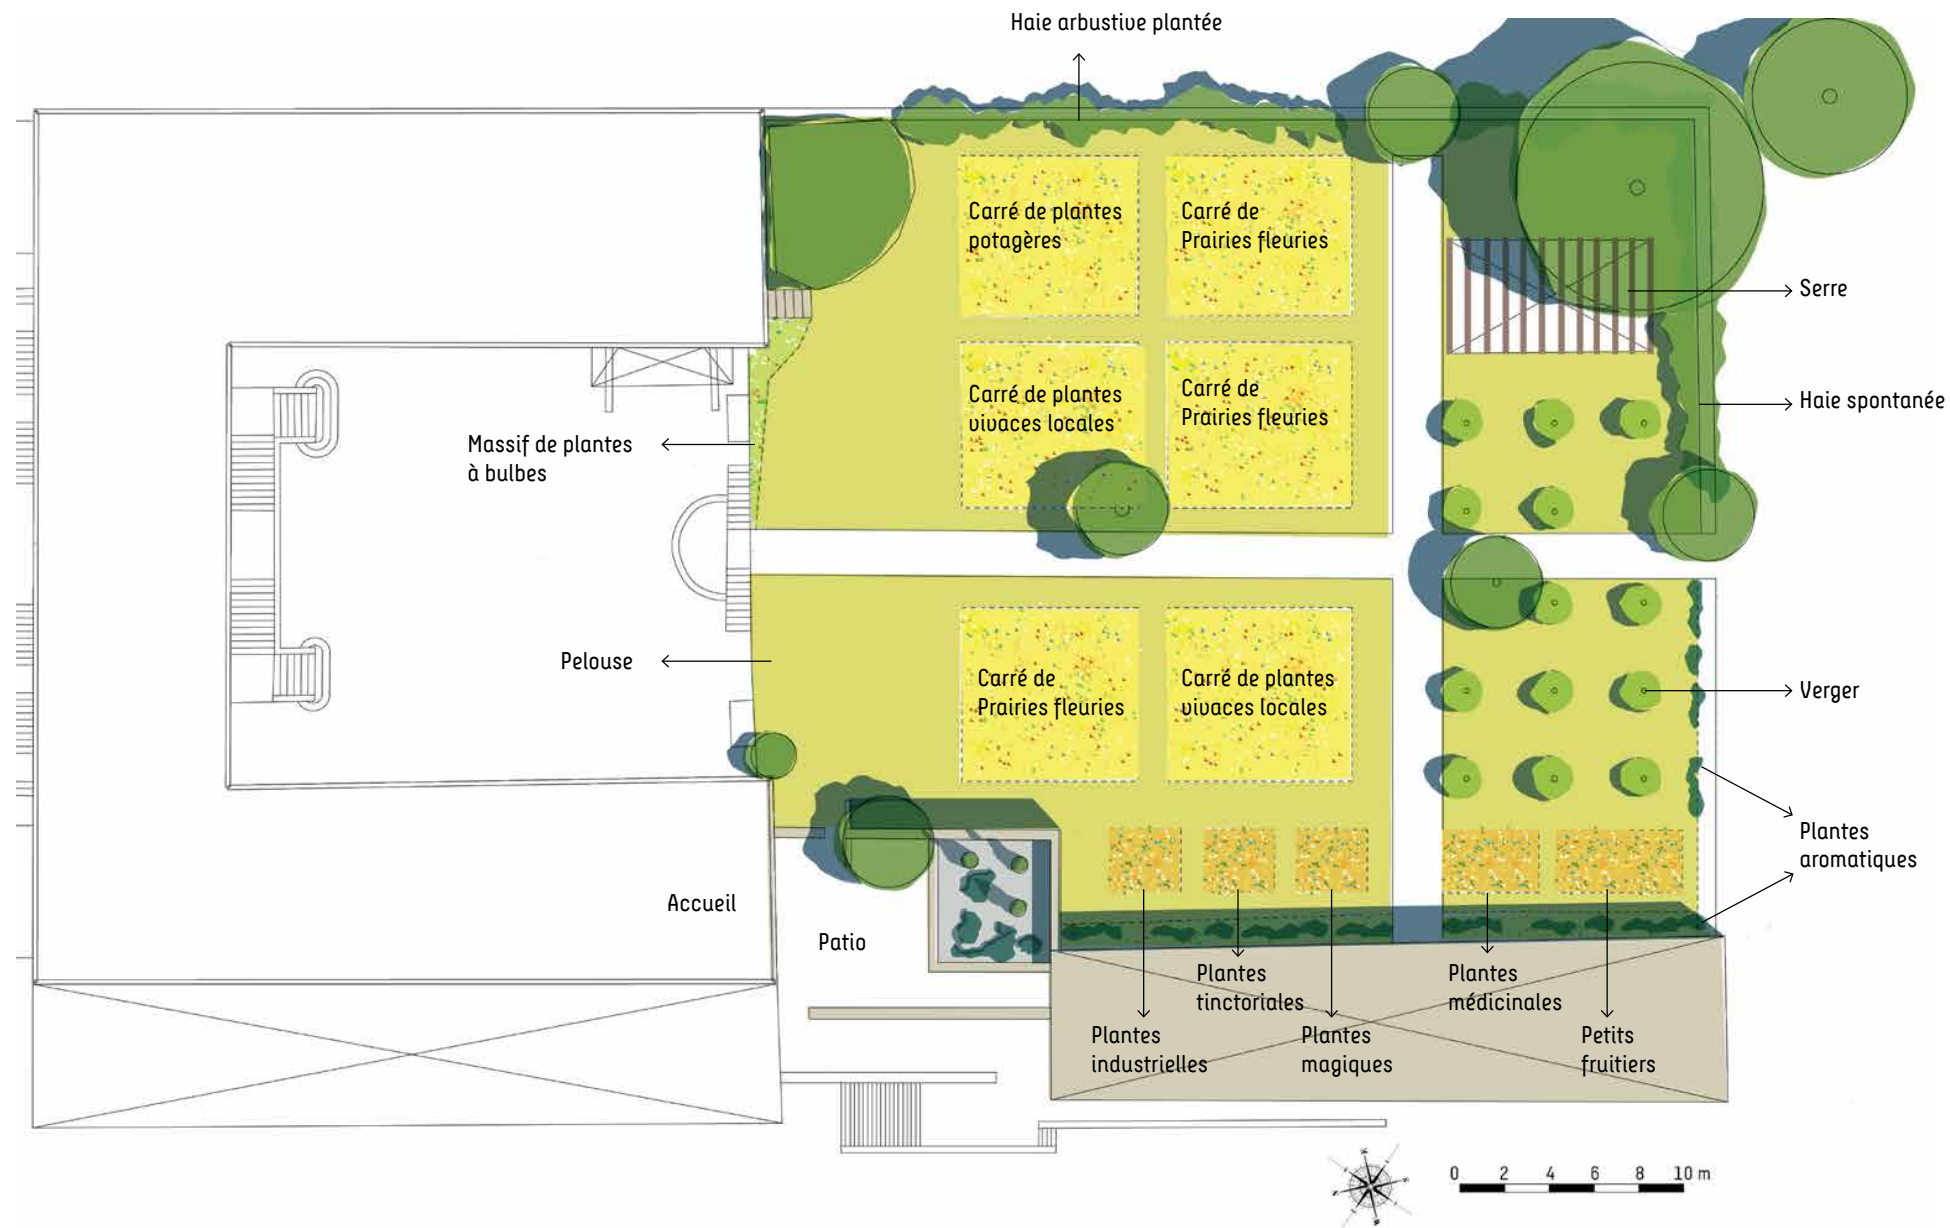 Haie arbustive plantée
Carré de plantes
potagères
Carré de
Prairies fleuries
Serre
Carré de plantes
vivaces locales
Carré de
Prairies fleuries
Haie spontanée
Massif de plantes
à bulbes
Pelouse
Carré de
Prairies fleuries
Carré de plantes
vivaces locales
Verger
Plantes
aromatiques
Accueil
Patio
Plantes
tinctoriales
Plantes
médicinales
Plantes
industrielles
Plantes
magiques
Petits
fruitiers
0 2 4 6 8 10 m